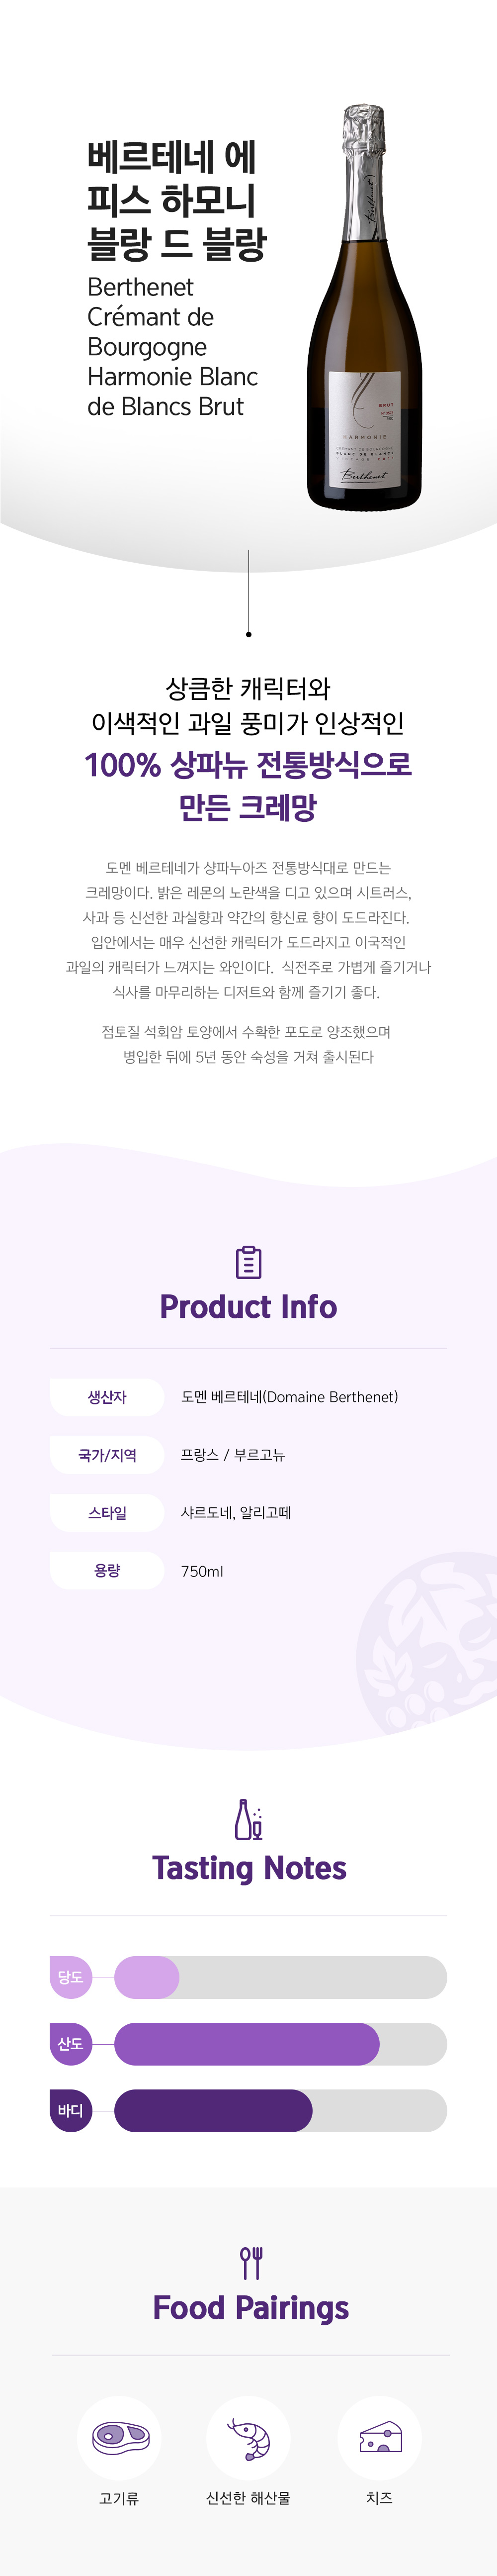 베르테네 에
피스 하모니
블랑 드 블랑
Berthenet
Crémant de
Bourgogne
Harmonie Blanc
de Blancs Brut
Berthenet
BRUT
HARMONIE
CRÉMANT DE BOURGOGNE
BLANC DE BLANCS
Berthenet
상큼한 캐릭터와
이색적인 과일 풍미가 인상적인
100% 샹파뉴 전통방식으로
만든 크레망
도멘 베르테네가 샹파누아즈 전통방식대로 만드는
크레망이다. 밝은 레몬의 노란색을 디고 있으며 시트러스,
사과 등 신선한 과실향과 약간의 향신료 향이 도드라진다.
입안에서는 매우 신선한 캐릭터가 도드라지고 이국적인
과일의 캐릭터가 느껴지는 와인이다. 식전주로 가볍게 즐기거나
식사를 마무리하는 디저트와 함께 즐기기 좋다.
점토질 석회암 토양에서 수확한 포도로 양조했으며
병입한 뒤에 5년 동안 숙성을 거쳐 출시된다
Product Info
생산자 도멘 베르테네(Domaine Berthenet)
국가/지역 프랑스 / 부르고뉴
스타일 샤르도네, 알리고떼
용량 750ml
Tasting Notes
당도
산도
바디
Food Pairings
고기류 신선한 해산물 치즈